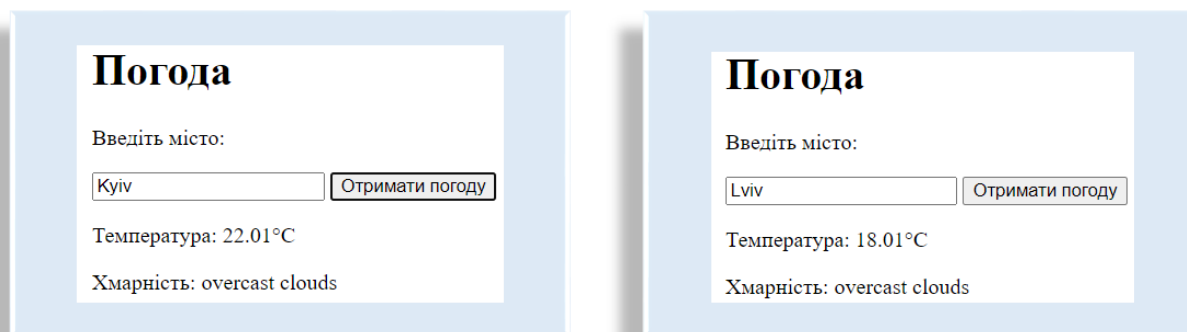 Погода
Введіть місто:
Kyiv Отримати погоду
Температура: 22.01°C
Хмарність: overcast clouds
Погода
Введіть місто:
Lviv Отримати погоду
Температура: 18.01°C
Хмарність: overcast clouds